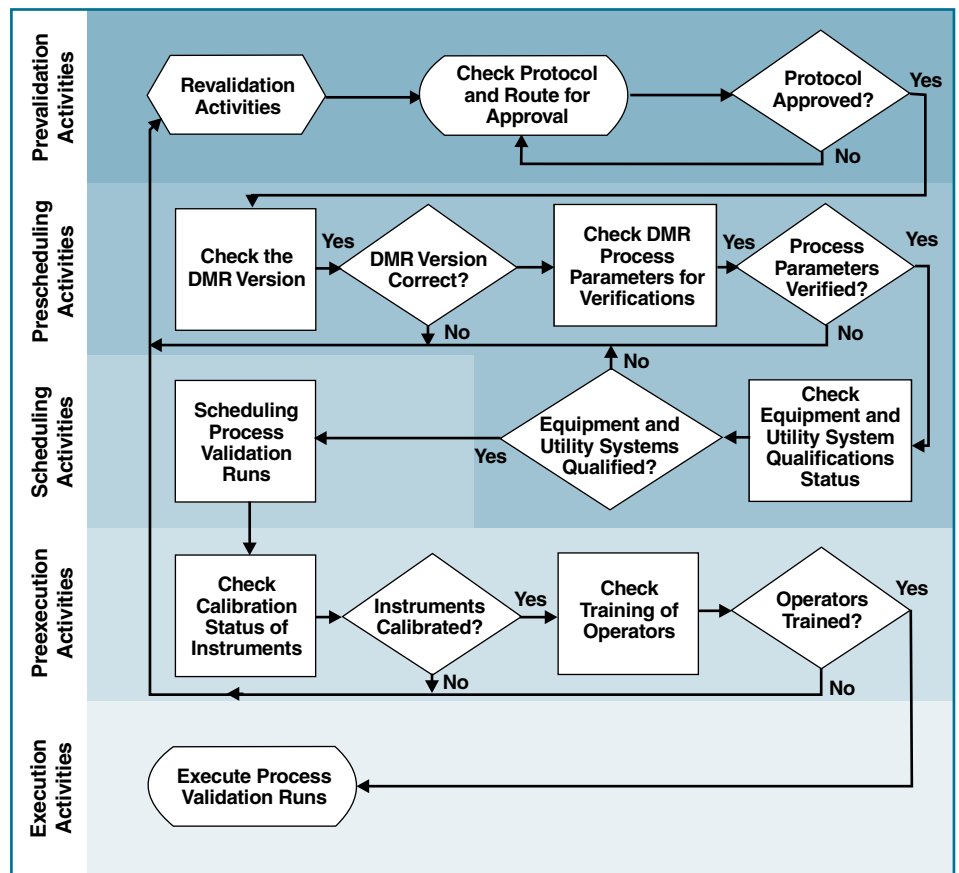 Prevalidation
Activities
Revalidation
Activities
Check Protocol
and Route for
Approval
Protocol
Approved?
Yes
No
Prescheduling
Activities
Check the
DMR Version
Yes
DMR Version
Correct?
No
Check DMR
Process
Parameters for
Verifications
Yes
Process
Parameters
Verified?
Yes
No
Scheduling
Activities
Scheduling
Process
Validation
Runs
Yes
No
Equipment and
Utility Systems
Qualified?
Check
Equipment and
Utility System
Qualifications
Status
Preexecution
Activities
Check
Calibration
Status of
Instruments
Instruments
Calibrated?
Yes
No
Check
Training of
Operators
Operators
Trained?
Yes
No
Execution
Activities
Execute Process
Validation Runs